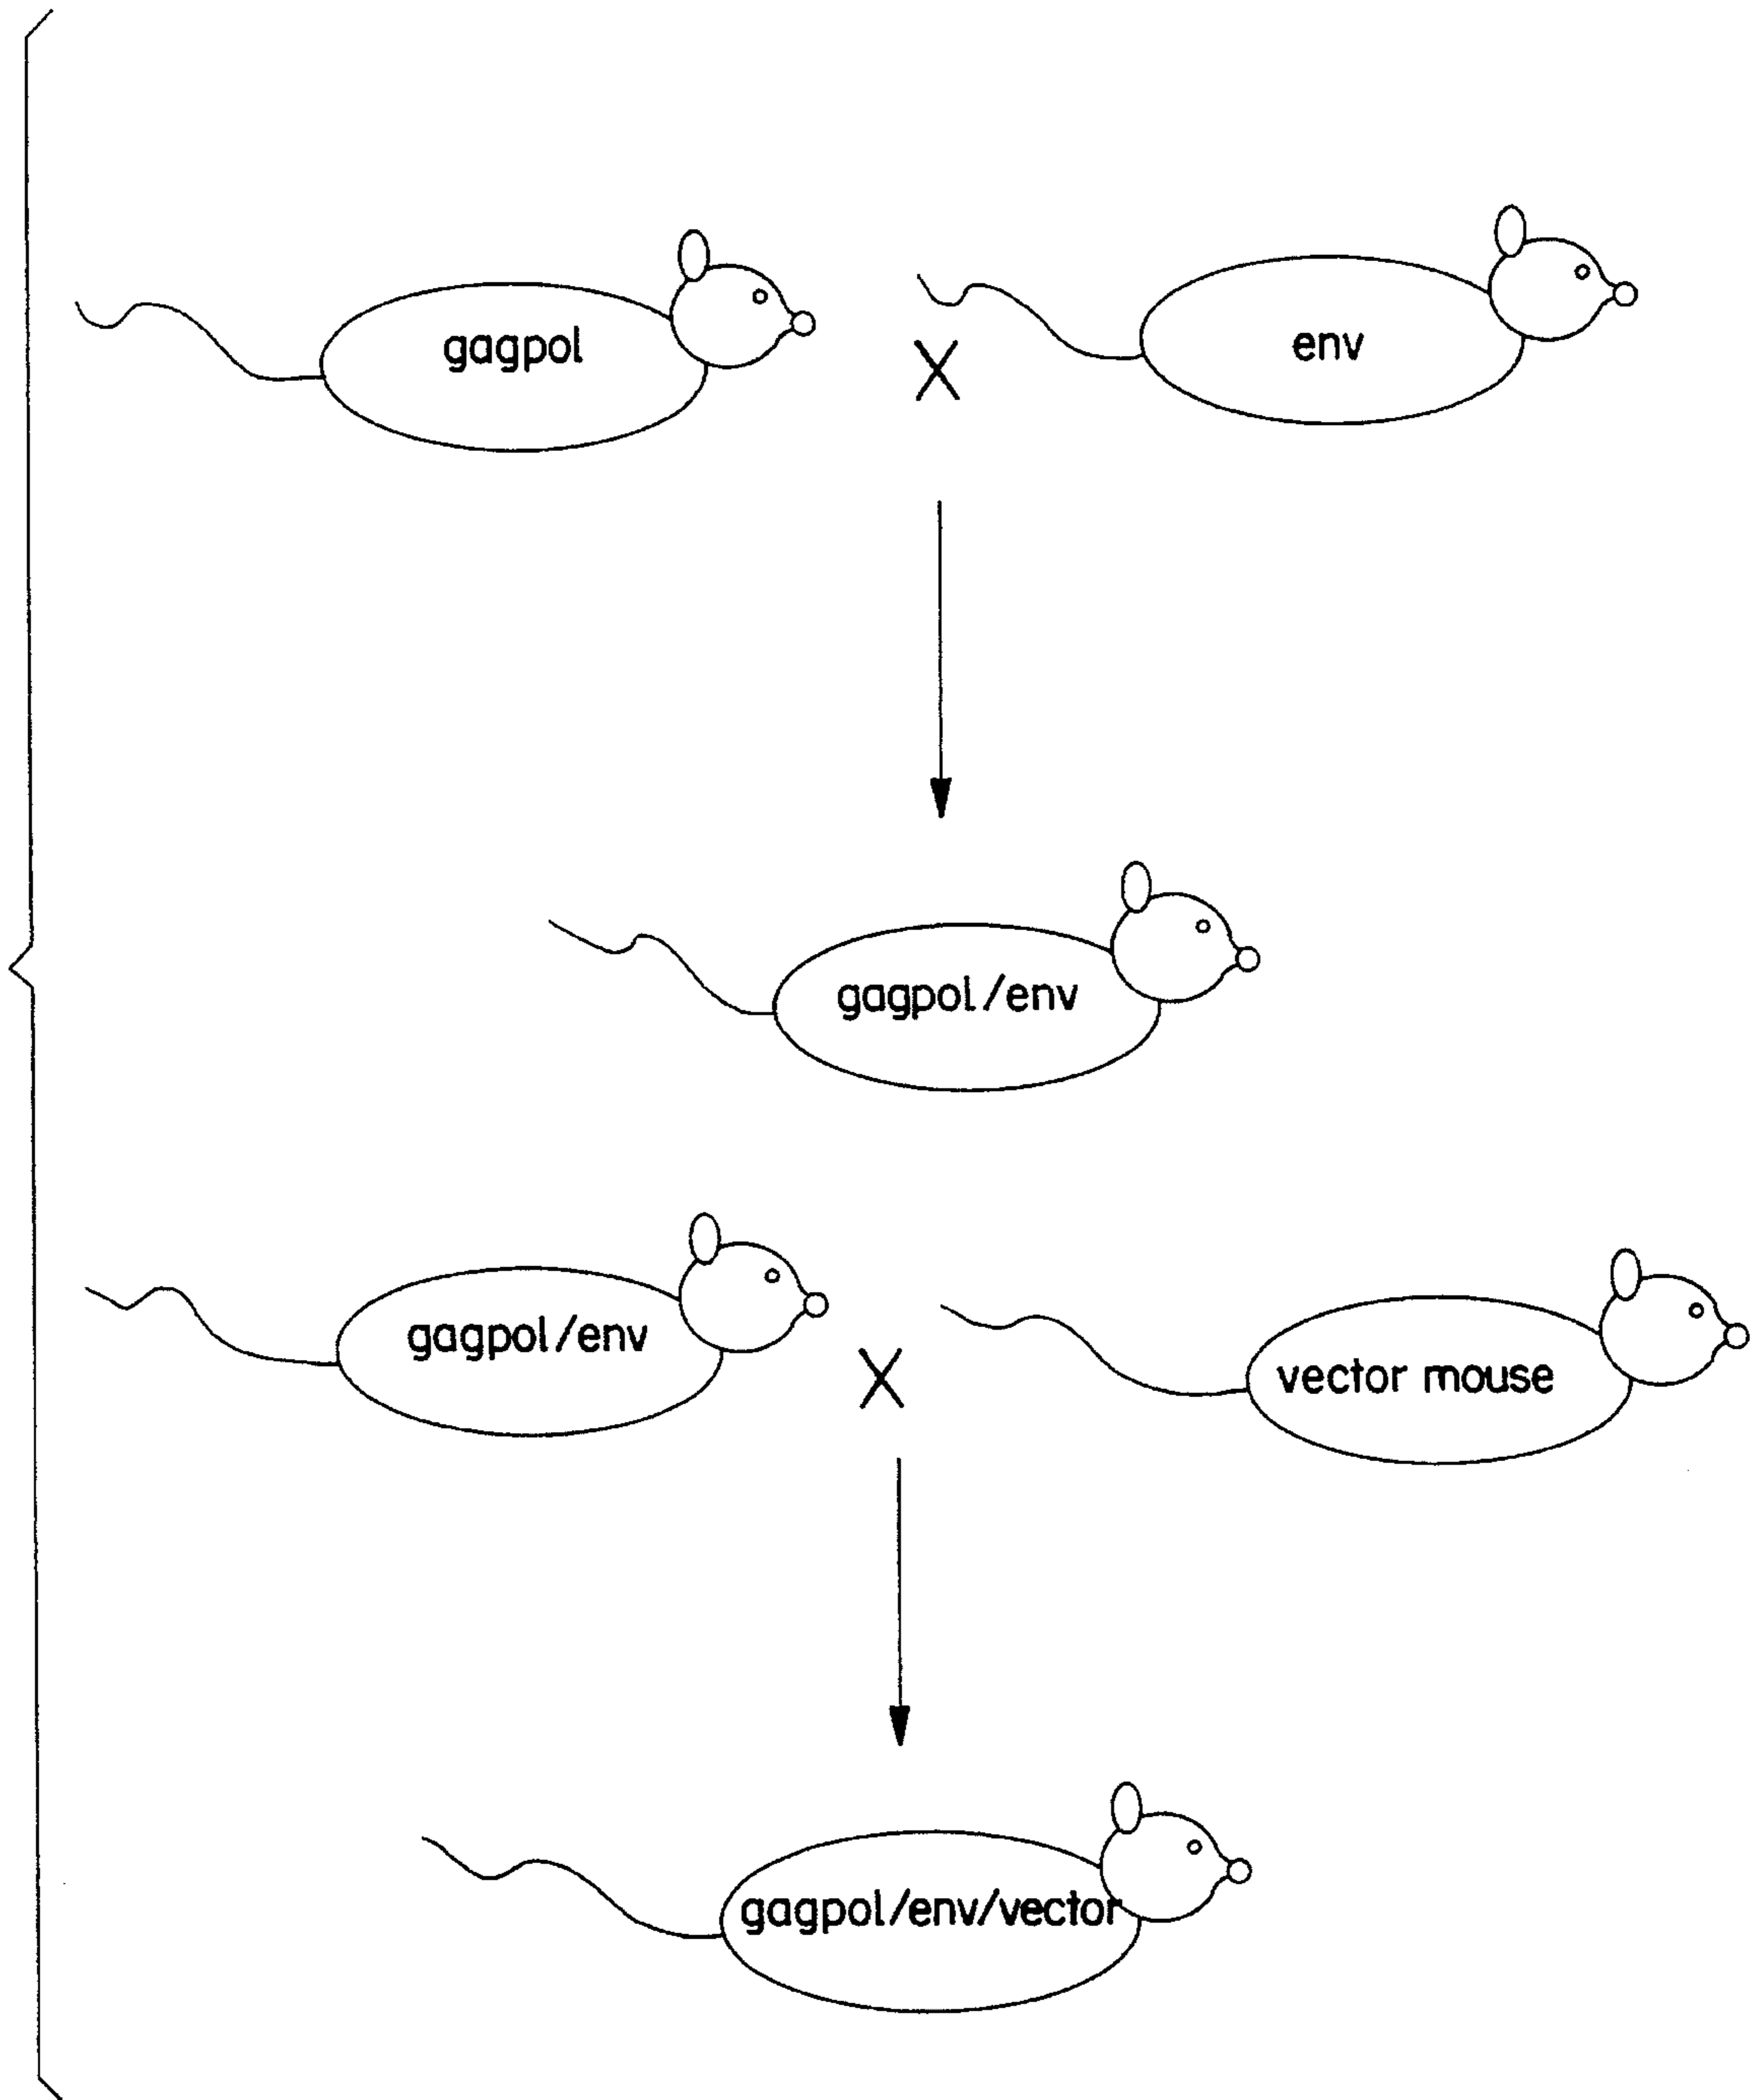 gagpol
X
env
gagpol/env
gagpol/env
X
vector mouse
gagpol/env/vector